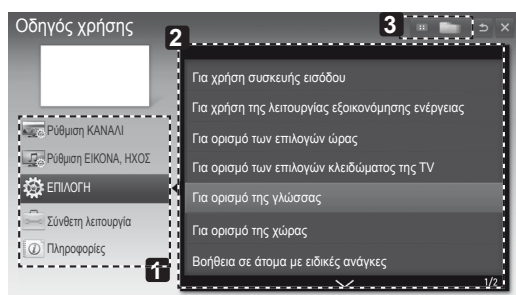 Οδηγός χρήσης
2
3
Ρύθμιση ΚΑΝΑΛΙ
Ρύθμιση ΕΙΚΟΝΑ, ΗΧΟΣ
ΕΠΙΛΟΓΗ
Σύνθετη λειτουργία
Πληροφορίες
1
Για χρήση συσκευής εισόδου
Για χρήση της λειτουργίας εξοικονόμησης ενέργειας
Για ορισμό των επιλογών ώρας
Για ορισμό των επιλογών κλειδώματος της TV
Για ορισμό της γλώσσας
Για ορισμό της χώρας
Βοήθεια σε άτομα με ειδικές ανάγκες
1/2